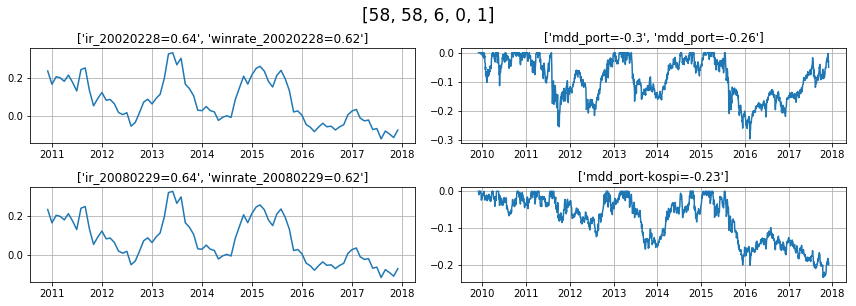 [58, 58, 6, 0, 1]
['ir_20020228=0.64', 'winrate_20020228=0.62']
0.2
0.0
2011 2012 2013 2014 2015 2016 2017 2018
['mdd_port=-0.3', 'mdd_port=-0.26']
0.0
−0.1
−0.2
−0.3
2010 2011 2012 2013 2014 2015 2016 2017 2018
['ir_20080229=0.64', 'winrate_20080229=0.62']
0.2
0.0
2011 2012 2013 2014 2015 2016 2017 2018
['mdd_port-kospi=-0.23']
0.0
−0.1
−0.2
2010 2011 2012 2013 2014 2015 2016 2017 2018